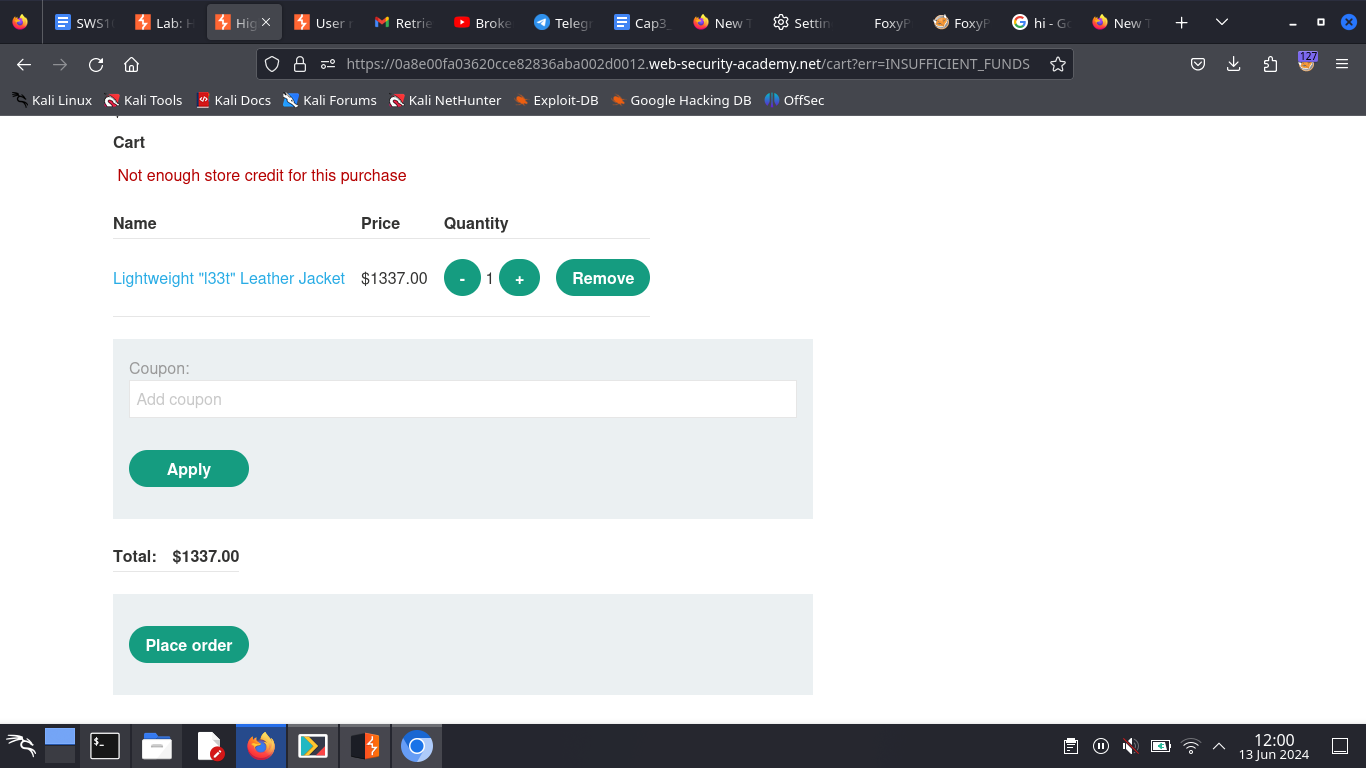 SWS1
Lab: H
Hig
User r
Retrie
Broke
Telegr
Cap3_
New T
Settin
FoxyP
FoxyP
hi - Go
New T
https://0a8e00fa03620cce82836aba002d0012.web-security-academy.net/cart?err=INSUFFICIENT_FUNDS
127
Kali Linux
Kali Tools
Kali Docs
Kali Forums
Kali NetHunter
Exploit-DB
Google Hacking DB
OffSec
Cart
Not enough store credit for this purchase
Name Price Quantity
Lightweight "l33t" Leather Jacket $1337.00 - 1 + Remove
Coupon:
Add coupon
Apply
Total: $1337.00
Place order
12:00
13 Jun 2024